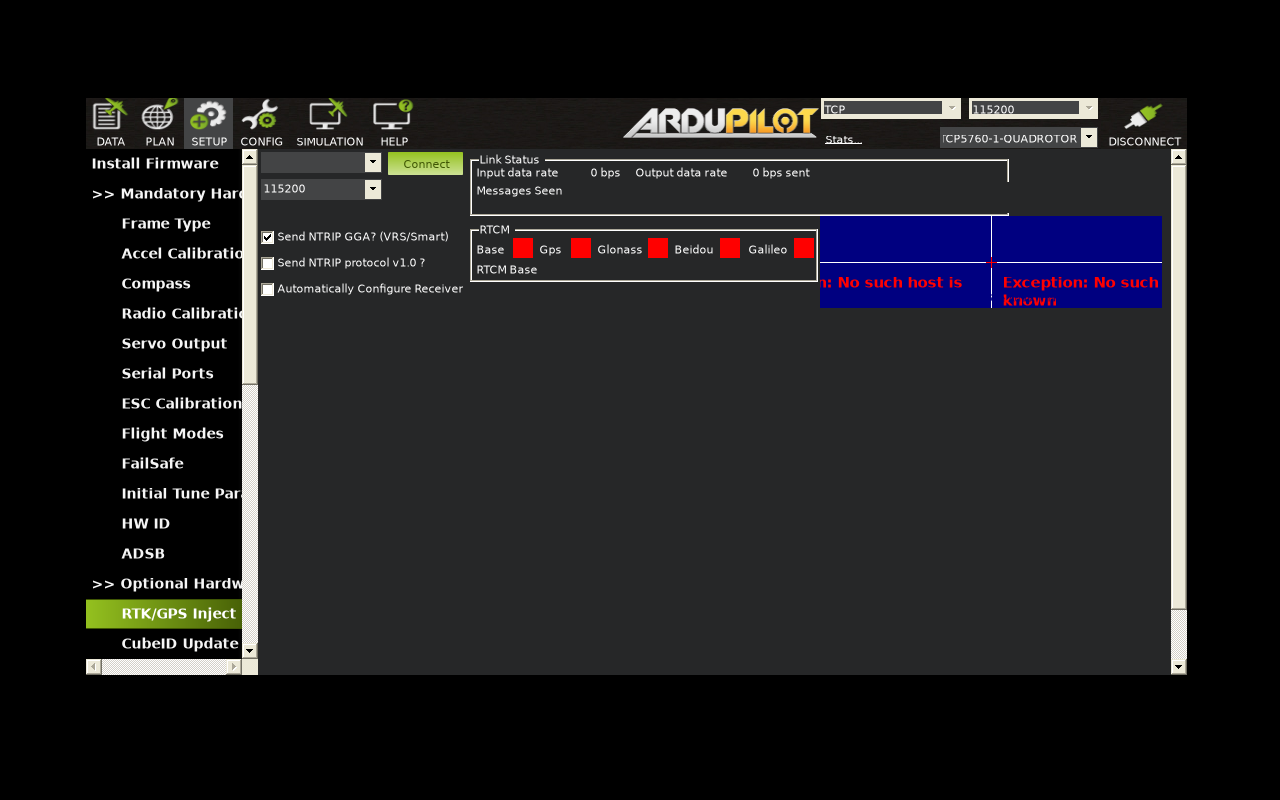 DATA
PLAN
SETUP
CONFIG
SIMULATION
HELP
ARDUPILOT
TCP
115200
Stats...
CP5760-1-QUADROTOR
DISCONNECT
Install Firmware
>> Mandatory Hard
Frame Type
Accel Calibratio
Compass
Radio Calibratio
Servo Output
Serial Ports
ESC Calibration
Flight Modes
FailSafe
Initial Tune Para
HW ID
ADSB
>> Optional Hardw
RTK/GPS Inject
CubeID Update
Connect
115200
Send NTRIP GGA? (VRS/Smart)
Send NTRIP protocol v1.0 ?
Automatically Configure Receiver
Link Status
Input data rate 0 bps Output data rate 0 bps sent
Messages Seen
RTCM
Base Gps Glonass Beidou Galileo
RTCM Base
n: No such host is
Exception: No such
known